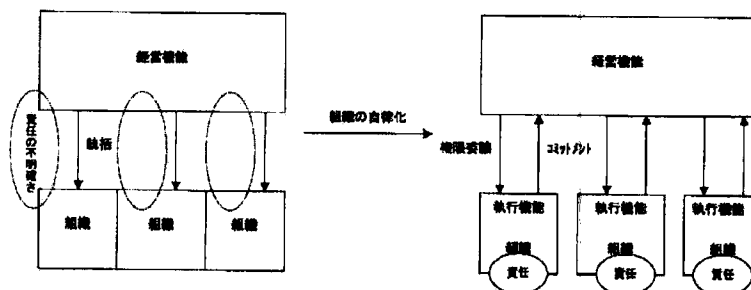 経営機能
責任の不明確さ
統括
組織
組織
組織
組織の自律化
経営機能
権限委譲
コミットメント
執行機能
組織
責任
執行機能
組織
責任
執行機能
組織
責任